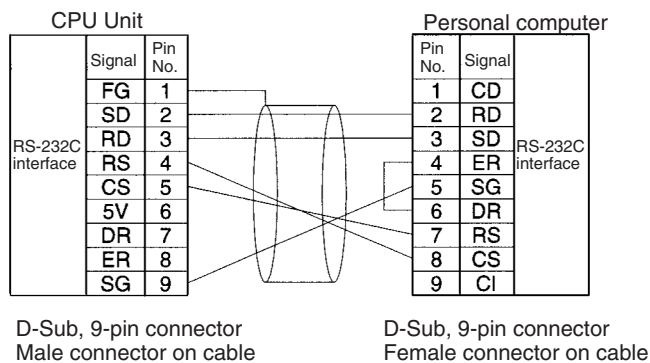 CPU Unit
Personal computer
Signal Pin No.
FG 1
SD 2
RD 3
RS 4
CS 5
5V 6
DR 7
ER 8
SG 9
RS-232C interface
Pin No. Signal
1 CD
2 RD
3 SD
4 ER
5 SG
6 DR
7 RS
8 CS
9 CI
RS-232C interface
D-Sub, 9-pin connector
Male connector on cable
D-Sub, 9-pin connector
Female connector on cable